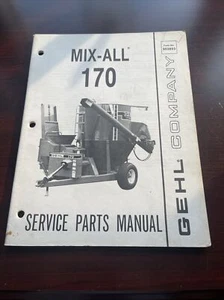 MIX-ALL®
170
GEHL COMPANY
SERVICE PARTS MANUAL